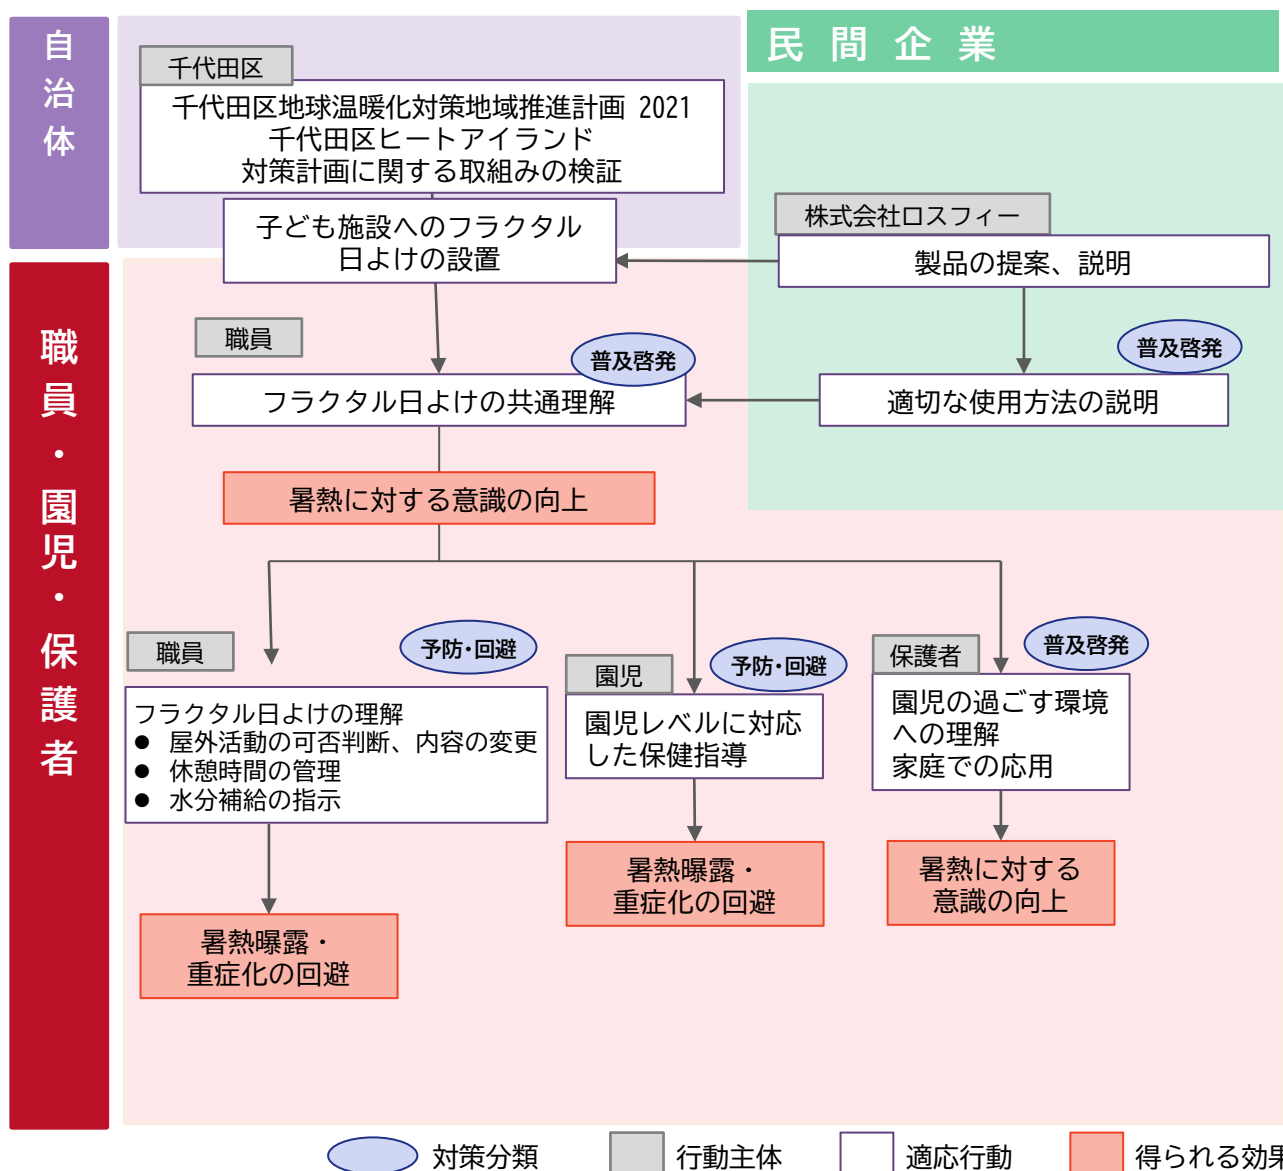 自治体
民間企業
千代田区
千代田区地球温暖化対策地域推進計画 2021
千代田区ヒートアイランド
対策計画に関する取組みの検証
子ども施設へのフラクタル
日よけの設置
株式会社ロスフィー
製品の提案、説明
職員・園児・保護者
職員
普及啓発
フラクタル日よけの共通理解
普及啓発
適切な使用方法の説明
暑熱に対する意識の向上
職員
予防・回避
フラクタル日よけの理解
● 屋外活動の可否判断、内容の変更
● 休憩時間の管理
● 水分補給の指示
暑熱曝露・
重症化の回避
園児
予防・回避
園児レベルに対応
した保健指導
暑熱曝露・
重症化の回避
保護者
普及啓発
園児の過ごす環境
への理解
家庭での応用
暑熱に対する
意識の向上
対策分類
行動主体
適応行動
得られる効果